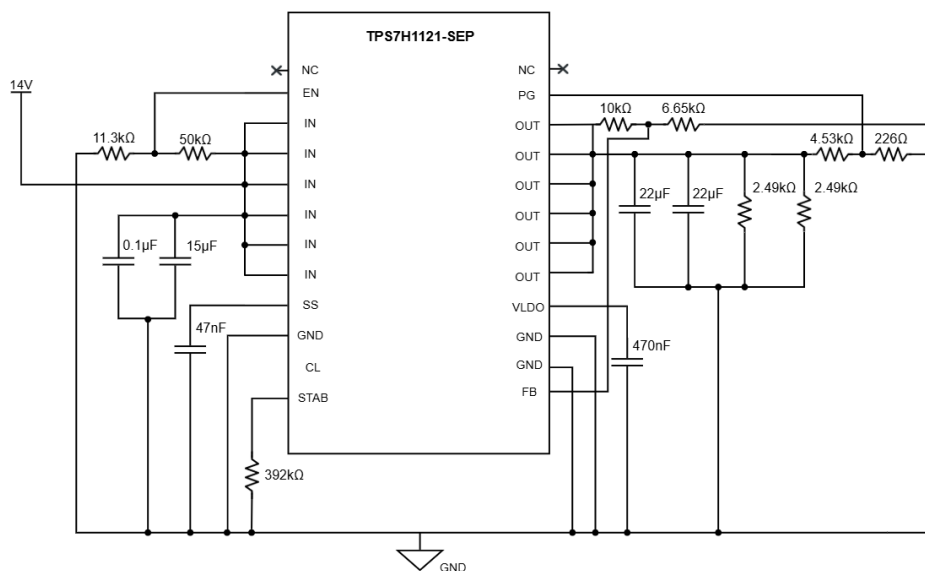 TPS7H1121-SEP
14V
NC
EN
IN
IN
IN
IN
IN
IN
SS
GND
CL
STAB
NC
PG
OUT
OUT
OUT
OUT
OUT
OUT
VLDO
GND
GND
FB
11.3kΩ
50kΩ
0.1µF
15µF
47nF
392kΩ
10kΩ
6.65kΩ
4.53kΩ
226Ω
22µF
22µF
2.49kΩ
2.49kΩ
470nF
GND